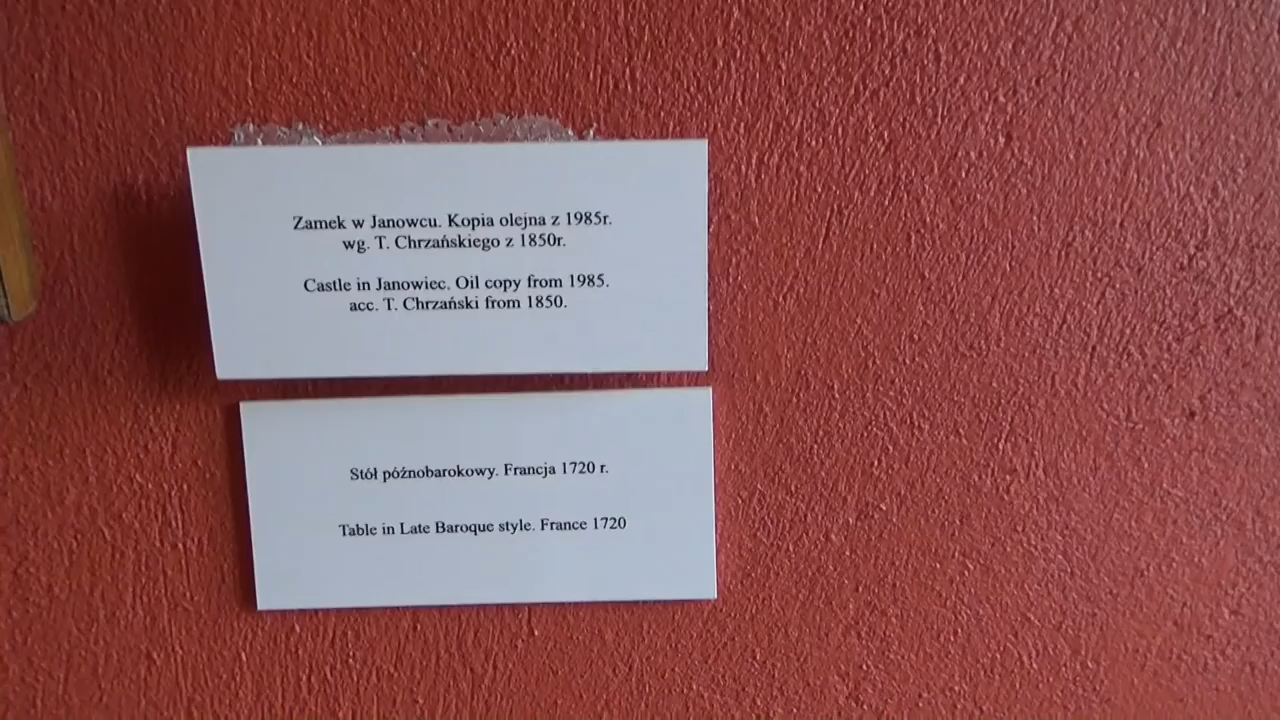 Zamek w Janowcu. Kopia olejna z 1985r.
wg. T. Chrzańskiego z 1850r.
Castle in Janowiec. Oil copy from 1985.
acc. T. Chrzański from 1850.
Stół późnobarokowy. Francja 1720 r.
Table in Late Baroque style. France 1720